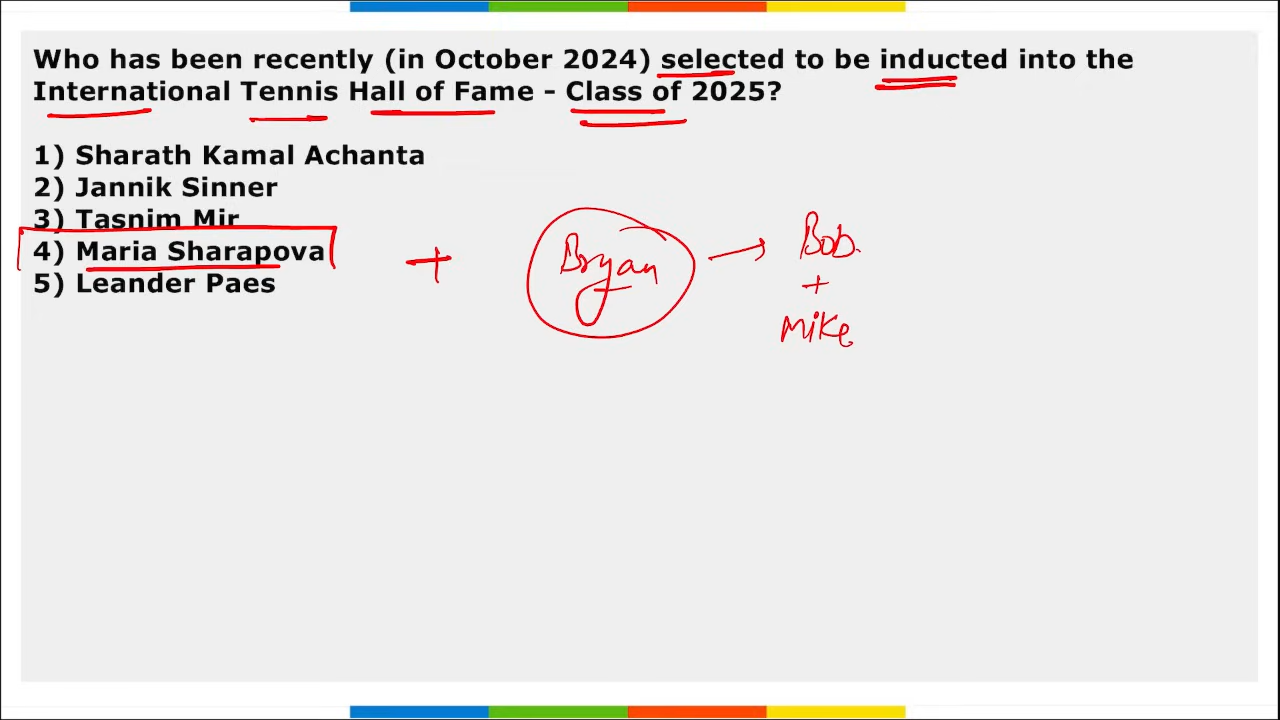 Who has been recently (in October 2024) selected to be inducted into the
International Tennis Hall of Fame - Class of 2025?
1) Sharath Kamal Achanta
2) Jannik Sinner
3) Tasnim Mir
4) Maria Sharapova
5) Leander Paes
+ Bryan → Bob
+
Mike